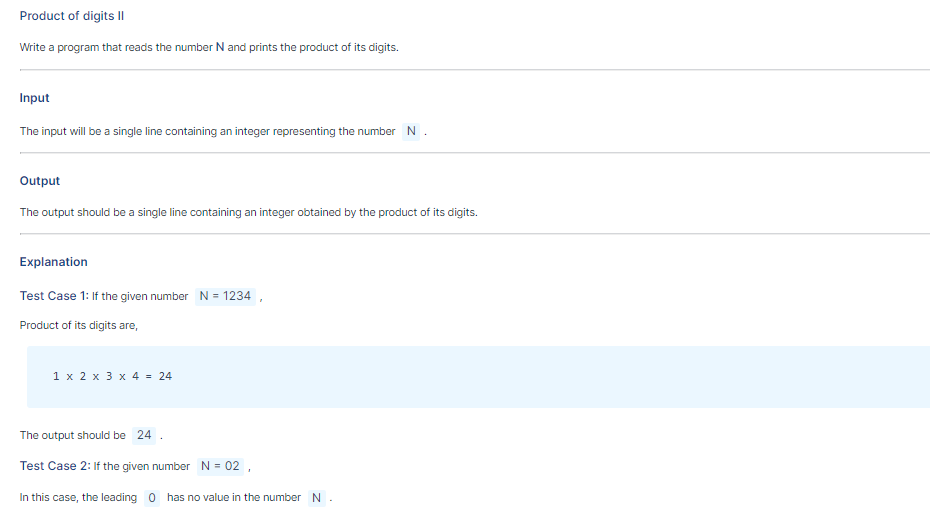 Product of digits II
Write a program that reads the number N and prints the product of its digits.
Input
The input will be a single line containing an integer representing the number N .
Output
The output should be a single line containing an integer obtained by the product of its digits.
Explanation
Test Case 1: If the given number N = 1234 ,
Product of its digits are,
1 x 2 x 3 x 4 = 24
The output should be 24 .
Test Case 2: If the given number N = 02 ,
In this case, the leading 0 has no value in the number N .